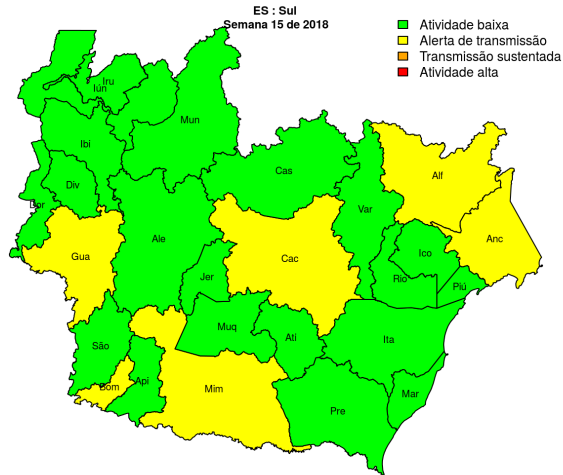 ES : Sul
Semana 15 de 2018
Atividade baixa
Alerta de transmissão
Transmissão sustentada
Atividade alta
Iru
Iún
Mun
Ibi
Cas
Alf
Div
Dor
Var
Ale
Anc
Gua
Cac
Ico
Jer
Rio
Piú
Muq
Ati
Ita
São
Bom
Api
Mim
Mar
Pre